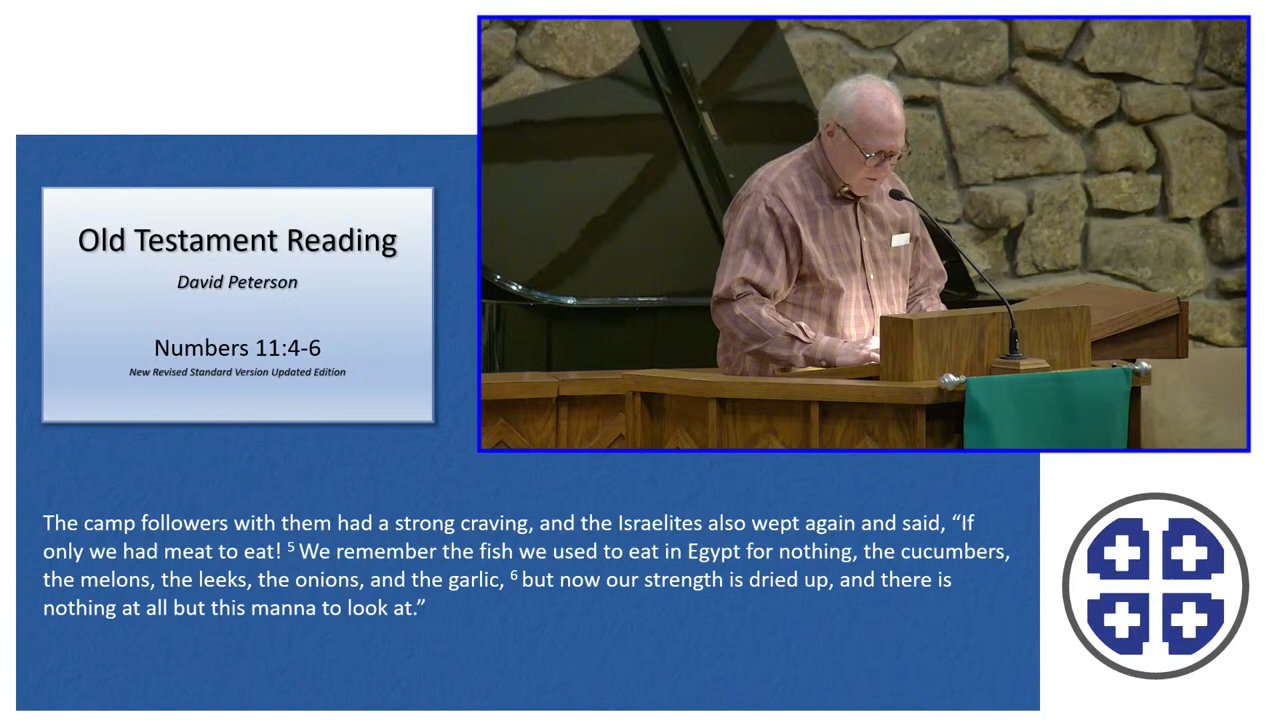 Old Testament Reading
David Peterson
Numbers 11:4-6
New Revised Standard Version Updated Edition
The camp followers with them had a strong craving, and the Israelites also wept again and said, “If
only we had meat to eat! ⁵ We remember the fish we used to eat in Egypt for nothing, the cucumbers,
the melons, the leeks, the onions, and the garlic, ⁶ but now our strength is dried up, and there is
nothing at all but this manna to look at.”